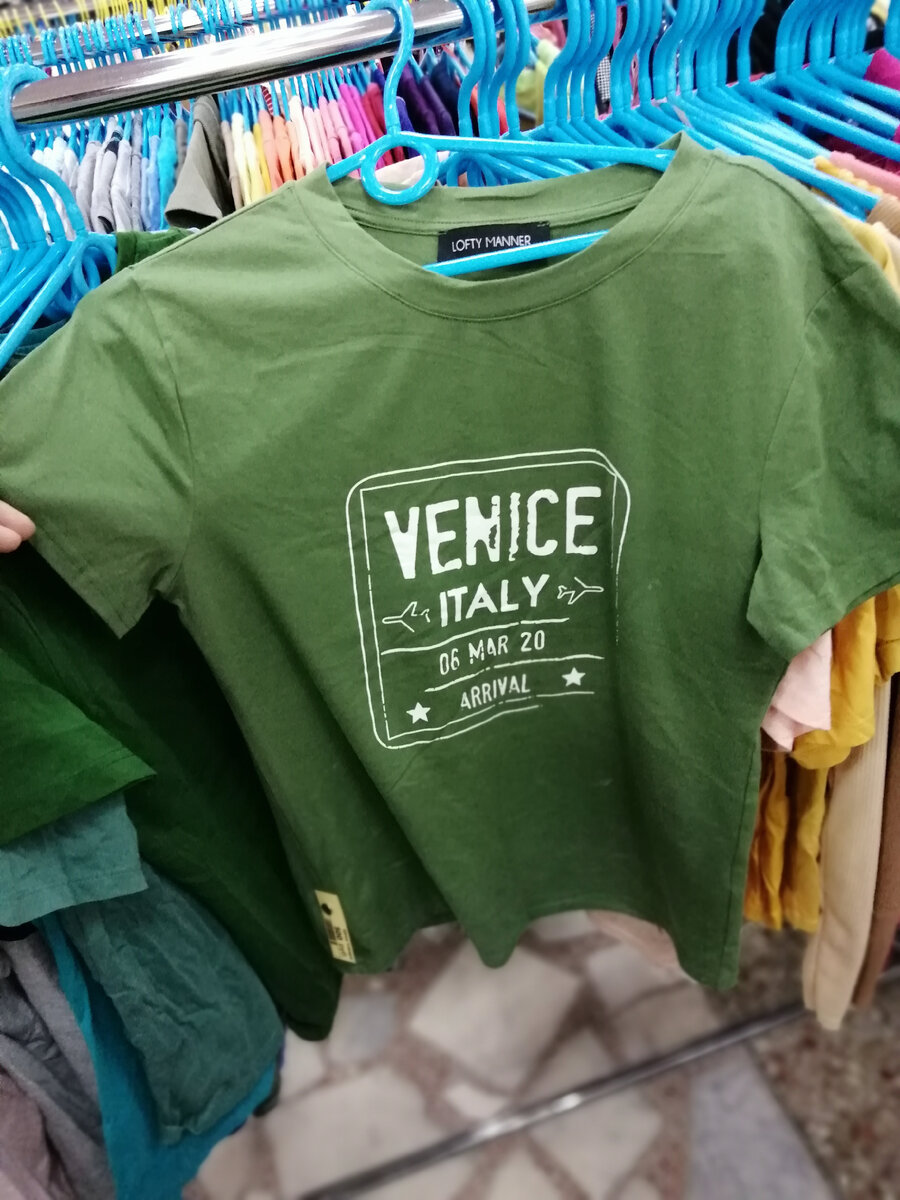 LOFTY MANNER
VENICE
ITALY
06 MAR 20
ARRIVAL